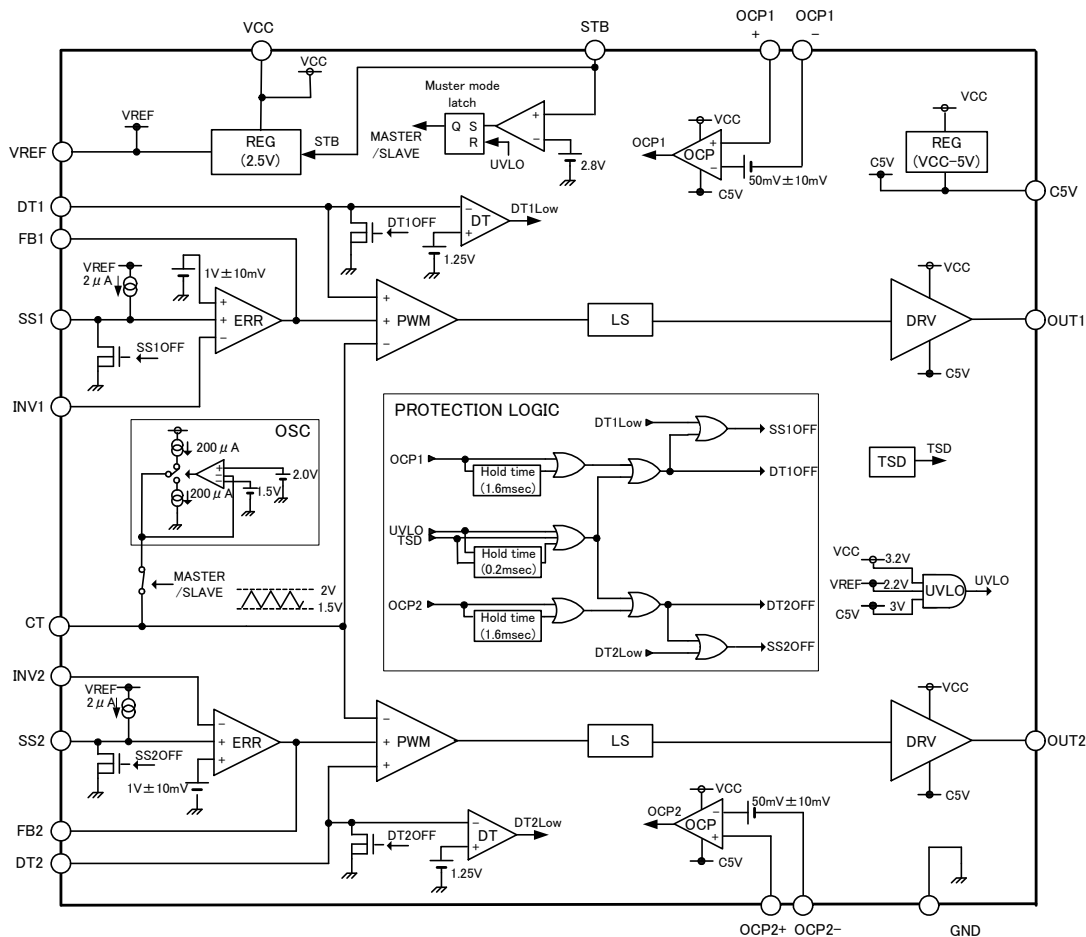 VCC
STB
OCP1
+
OCP1
−
VCC
VREF
VREF
REG
(2.5V)
STB
Muster mode
latch
Q S
R
MASTER
/SLAVE
UVLO
+
−
2.8V
OCP1
VCC
OCP
+
−
C5V
50mV±10mV
VCC
REG
(VCC-5V)
C5V
C5V
DT1
FB1
DT1OFF
−
+
DT
DT1Low
1.25V
VREF
2μA
1V±10mV
SS1
+
+
−
ERR
SS1OFF
INV1
+
+
−
PWM
LS
VCC
DRV
C5V
OUT1
OSC
200μA
200μA
+
−
−
2.0V
1.5V
MASTER
/SLAVE
2V
1.5V
CT
PROTECTION LOGIC
DT1Low
SS1OFF
OCP1
Hold time
(1.6msec)
DT1OFF
UVLO
TSD
Hold time
(0.2msec)
OCP2
Hold time
(1.6msec)
DT2OFF
DT2Low
SS2OFF
TSD
TSD
VCC
3.2V
VREF
2.2V
C5V
3V
UVLO
UVLO
INV2
VREF
2μA
SS2
−
+
+
ERR
SS2OFF
1V±10mV
−
+
+
PWM
LS
VCC
DRV
C5V
OUT2
FB2
DT2
DT2OFF
−
+
DT
DT2Low
1.25V
OCP2
VCC
OCP
−
+
C5V
50mV±10mV
OCP2+
OCP2−
GND